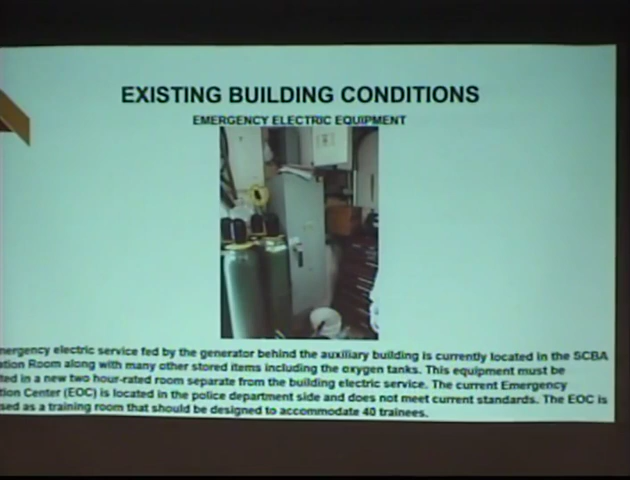 EXISTING BUILDING CONDITIONS
EMERGENCY ELECTRIC EQUIPMENT
mergency electric service fed by the generator behind the auxiliary building is currently located in the SCBA
ation Room along with many other stored items including the oxygen tanks. This equipment must be
ted in a new two hour-rated room separate from the building electric service. The current Emergency
tion Center (EOC) is located in the police department side and does not meet current standards. The EOC is
sed as a training room that should be designed to accommodate 40 trainees.